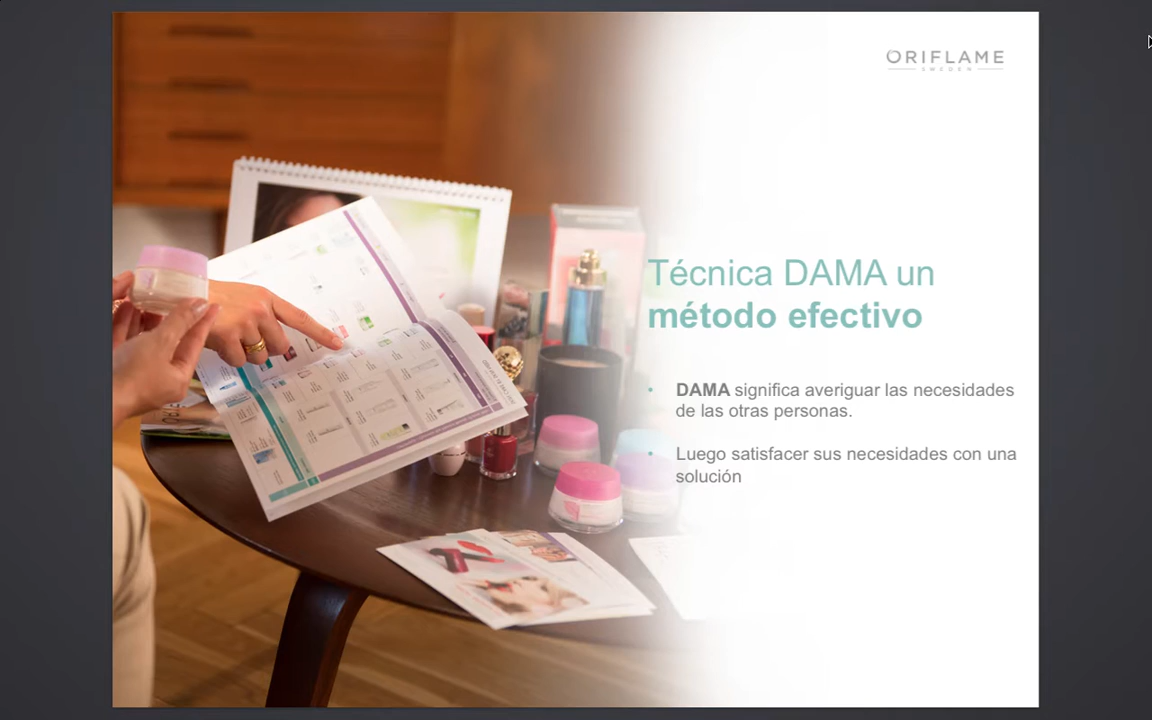 ORIFLAME
SWEDEN
Técnica DAMA un
método efectivo
• DAMA significa averiguar las necesidades
de las otras personas.
• Luego satisfacer sus necesidades con una
solución